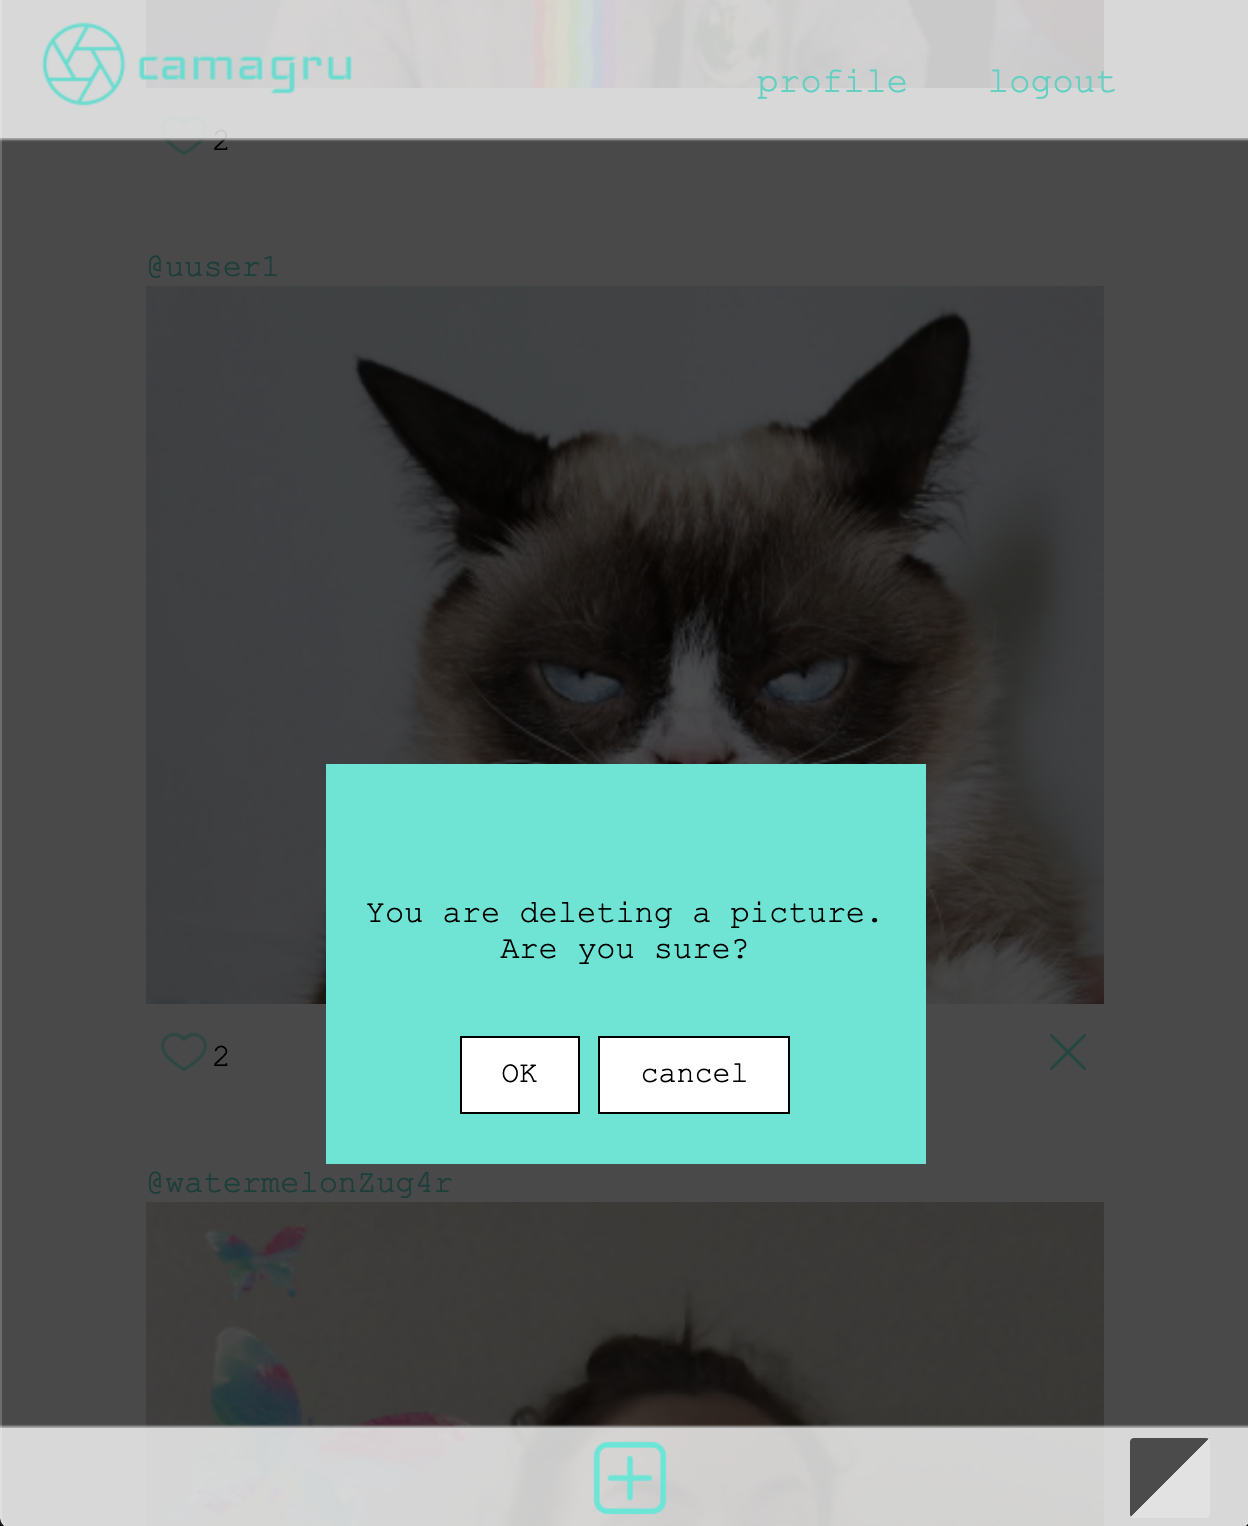 camagru
profile
logout
2
@uuser1
You are deleting a picture.
Are you sure?
OK
cancel
2
@watermelonZug4r